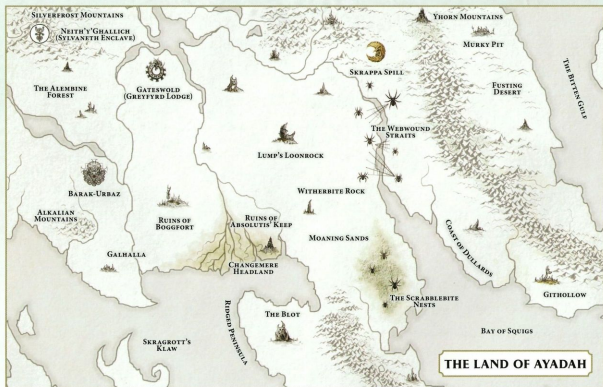 SILVERFROST MOUNTAINS
NEITH'Y'GHALLICH
(SYLVANETH ENCLAVE)
YHORN MOUNTAINS
MURKY PIT
SKRAPPA SPILL
THE ALEMBINE
FOREST
GATESWOLD
(GREYFYRD LODGE)
FUSTING
DESERT
THE BITTEN GULF
THE WEBWOUND
STRAITS
LUMP'S LOONROCK
BARAK-URBAZ
WITHERBITE ROCK
ALKALIAN
MOUNTAINS
RUINS OF
BOGGFORT
RUINS OF
ABSOLUTIS' KEEP
MOANING SANDS
COAST OF DULLARDS
GALHALLA
CHANGEMERE
HEADLAND
THE SCRABBLEBITE
NESTS
GITHOLLOW
RIDGED PENINSULA
THE BLOT
BAY OF SQUIGS
SKRAGROTT'S
KLAW
THE LAND OF AYADAH